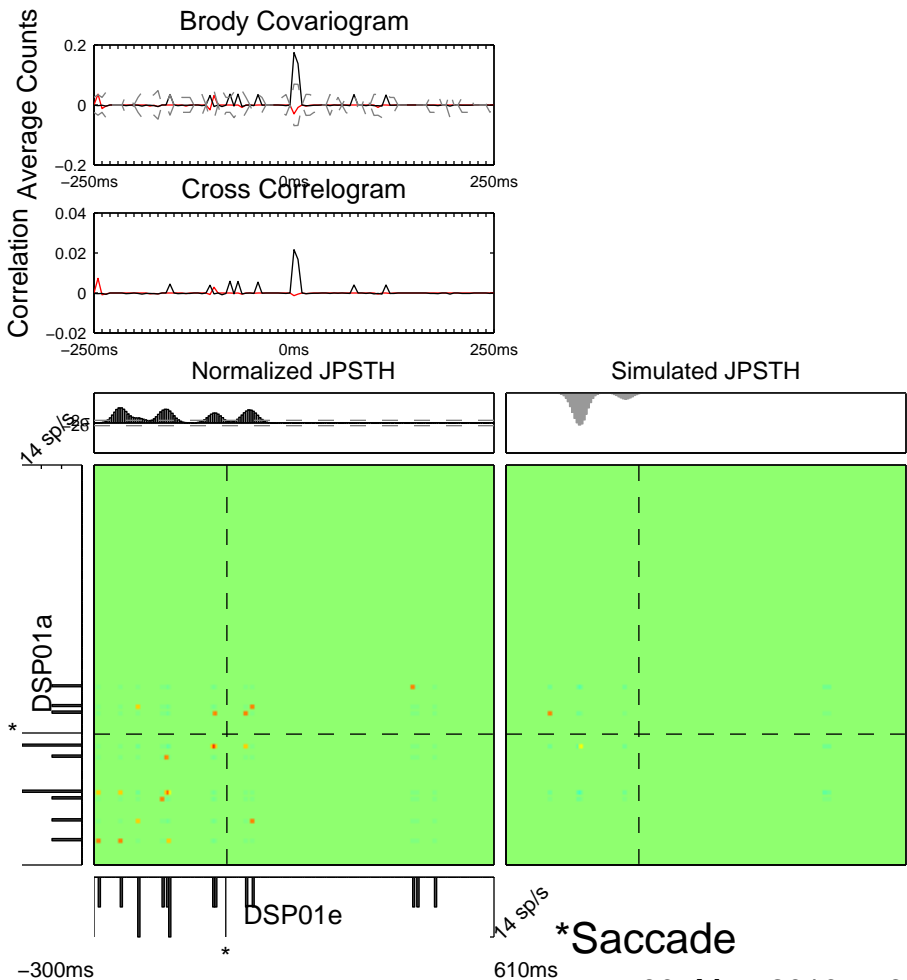 Brody Covariogram
Average Counts
0.2
0
−0.2
−250ms
0ms
250ms
Cross Correlogram
Correlation
0.04
0.02
0
−0.02
−250ms
0ms
250ms
Normalized JPSTH
Simulated JPSTH
14 sp/s
DSP01a
*
DSP01e
*
14 sp/s
*Saccade
−300ms
610ms